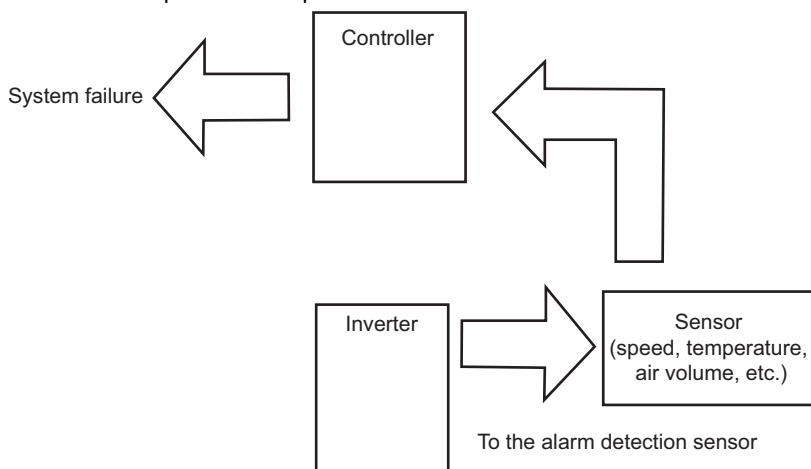 Controller
System failure
Inverter
Sensor
(speed, temperature,
air volume, etc.)
To the alarm detection sensor